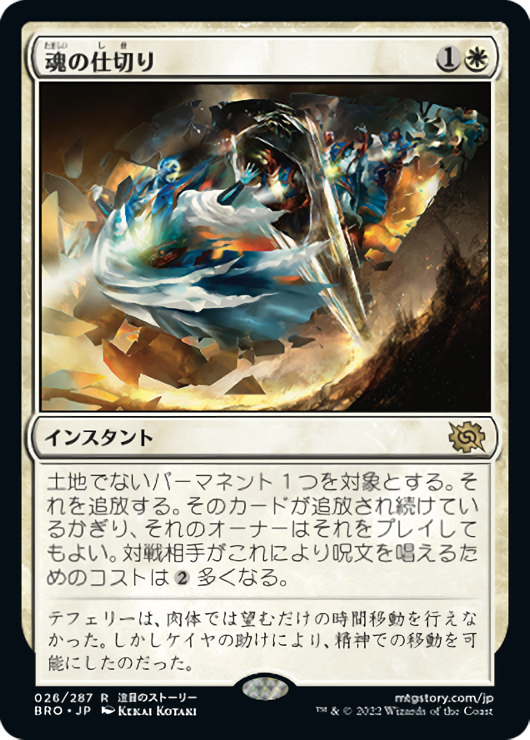 魂の仕切り 1
インスタント
土地でないパーマネント１つを対象とする。そ
れを追放する。そのカードが追放され続けてい
るかぎり、それのオーナーはそれをプレイして
もよい。対戦相手がこれにより呪文を唱えるた
めのコストは 2 多くなる。
テフェリーは、肉体では望むだけの時間移動を行えな
かった。しかしケイヤの助けにより、精神での移動を可
能にしたのだった。
026/287 R 注目のストーリー mtgstory.com/jp
BRO • JP KEKAI KOTAKI ™ & © 2022 Wizards of the Coast